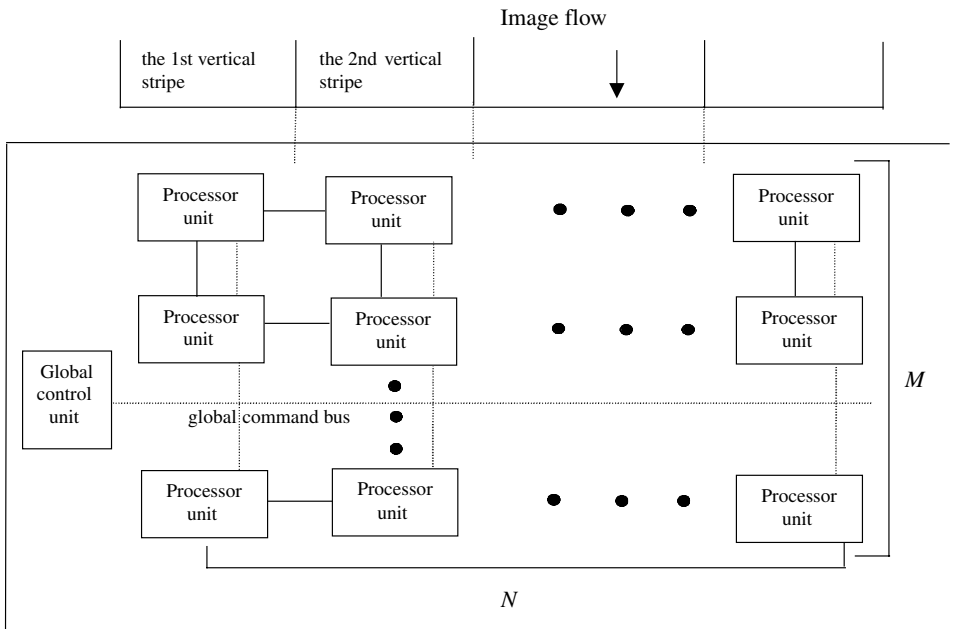 Image flow
the 1st vertical
stripe
the 2nd vertical
stripe
Processor
unit
Processor
unit
Processor
unit
Processor
unit
Processor
unit
Processor
unit
Global
control
unit
M
global command bus
Processor
unit
Processor
unit
Processor
unit
N